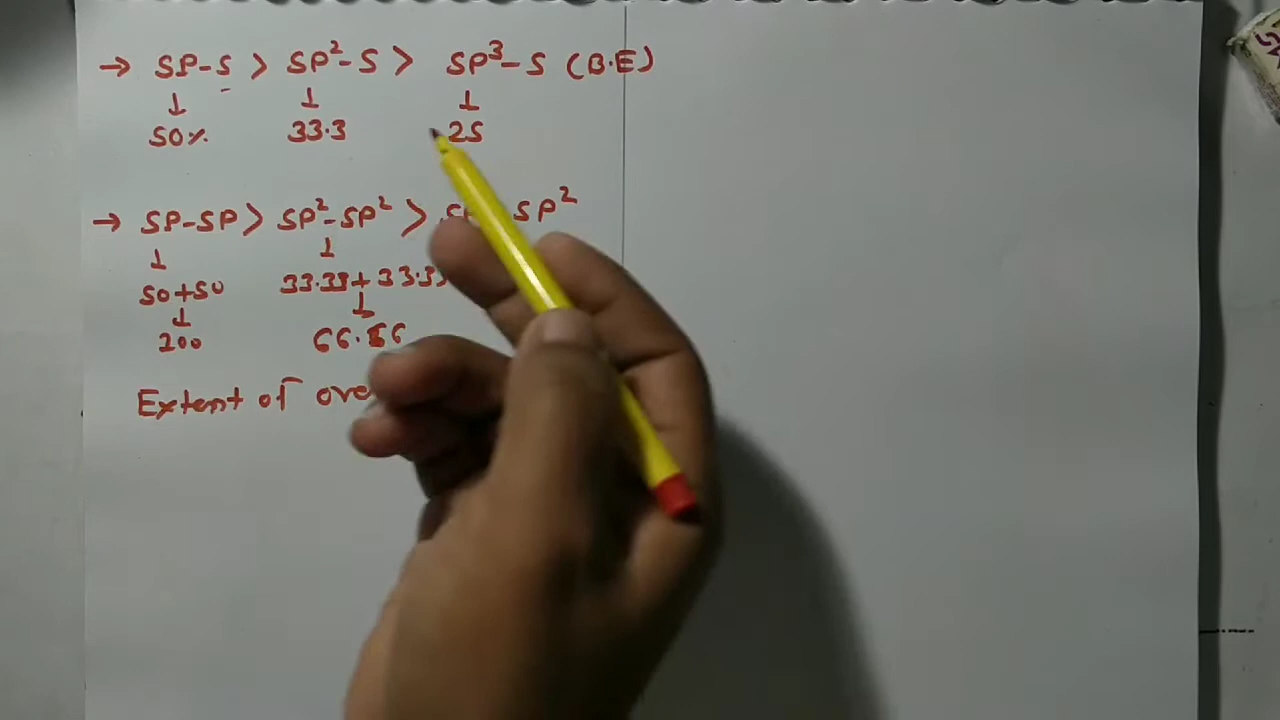 → SP-S > SP²-S > SP³-S (B.E)
↓ ↓ ↓
50% 33.3 25
→ SP-SP > SP²-SP² > SP²
↓ ↓
50+50 33.33+33.33
↓ ↓
200 66.66
Extent of